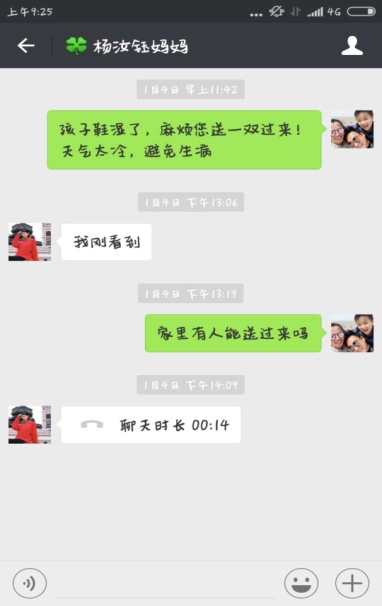 上午9:25
... 4G
🍀 杨汝钰妈妈
1月4日 早上11:42
孩子鞋湿了，麻烦您送一双过来！
天气太冷，避免生病
1月4日 下午13:06
我刚看到
1月4日 下午13:19
家里有人能送过来吗
1月4日 下午14:09
聊天时长 00:14